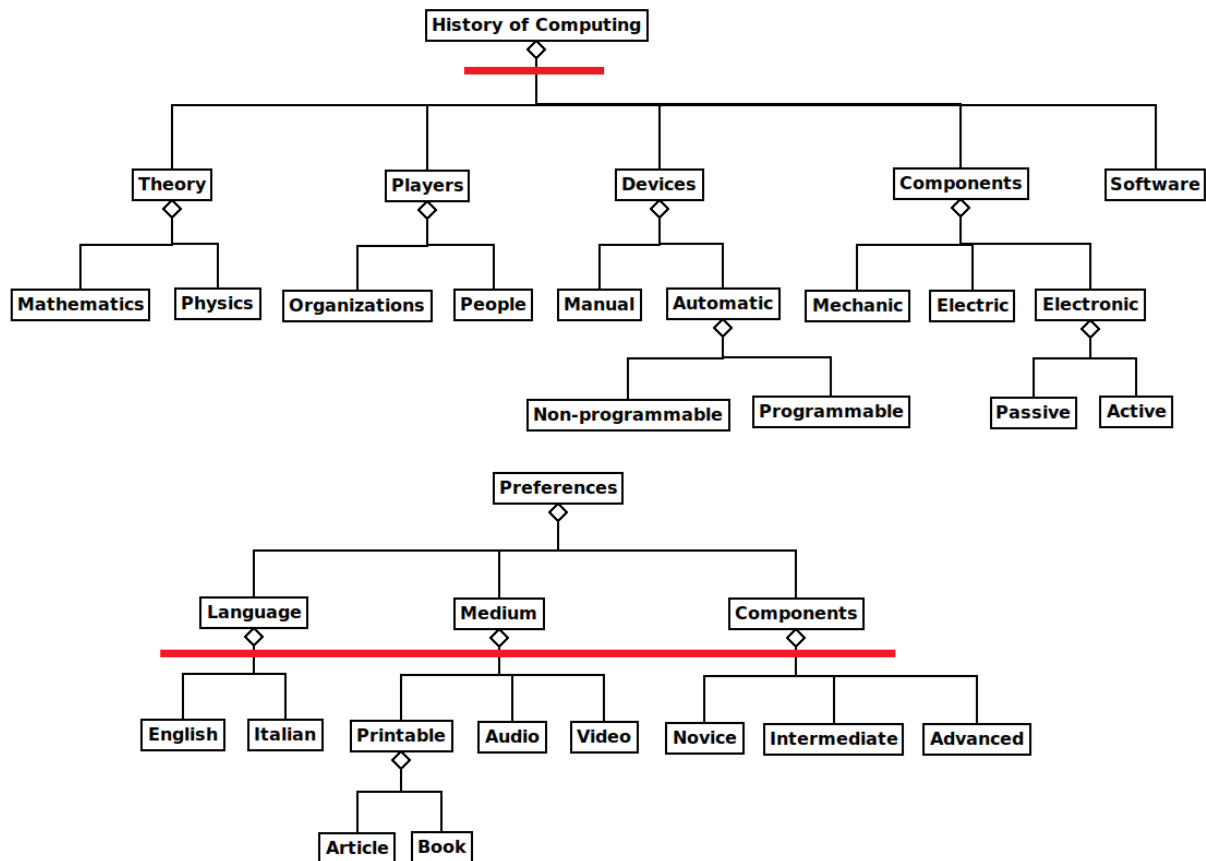 History of Computing
Theory
Players
Devices
Components
Software
Mathematics
Physics
Organizations
People
Manual
Automatic
Mechanic
Electric
Electronic
Non-programmable
Programmable
Passive
Active
Preferences
Language
Medium
Components
English
Italian
Printable
Audio
Video
Novice
Intermediate
Advanced
Article
Book